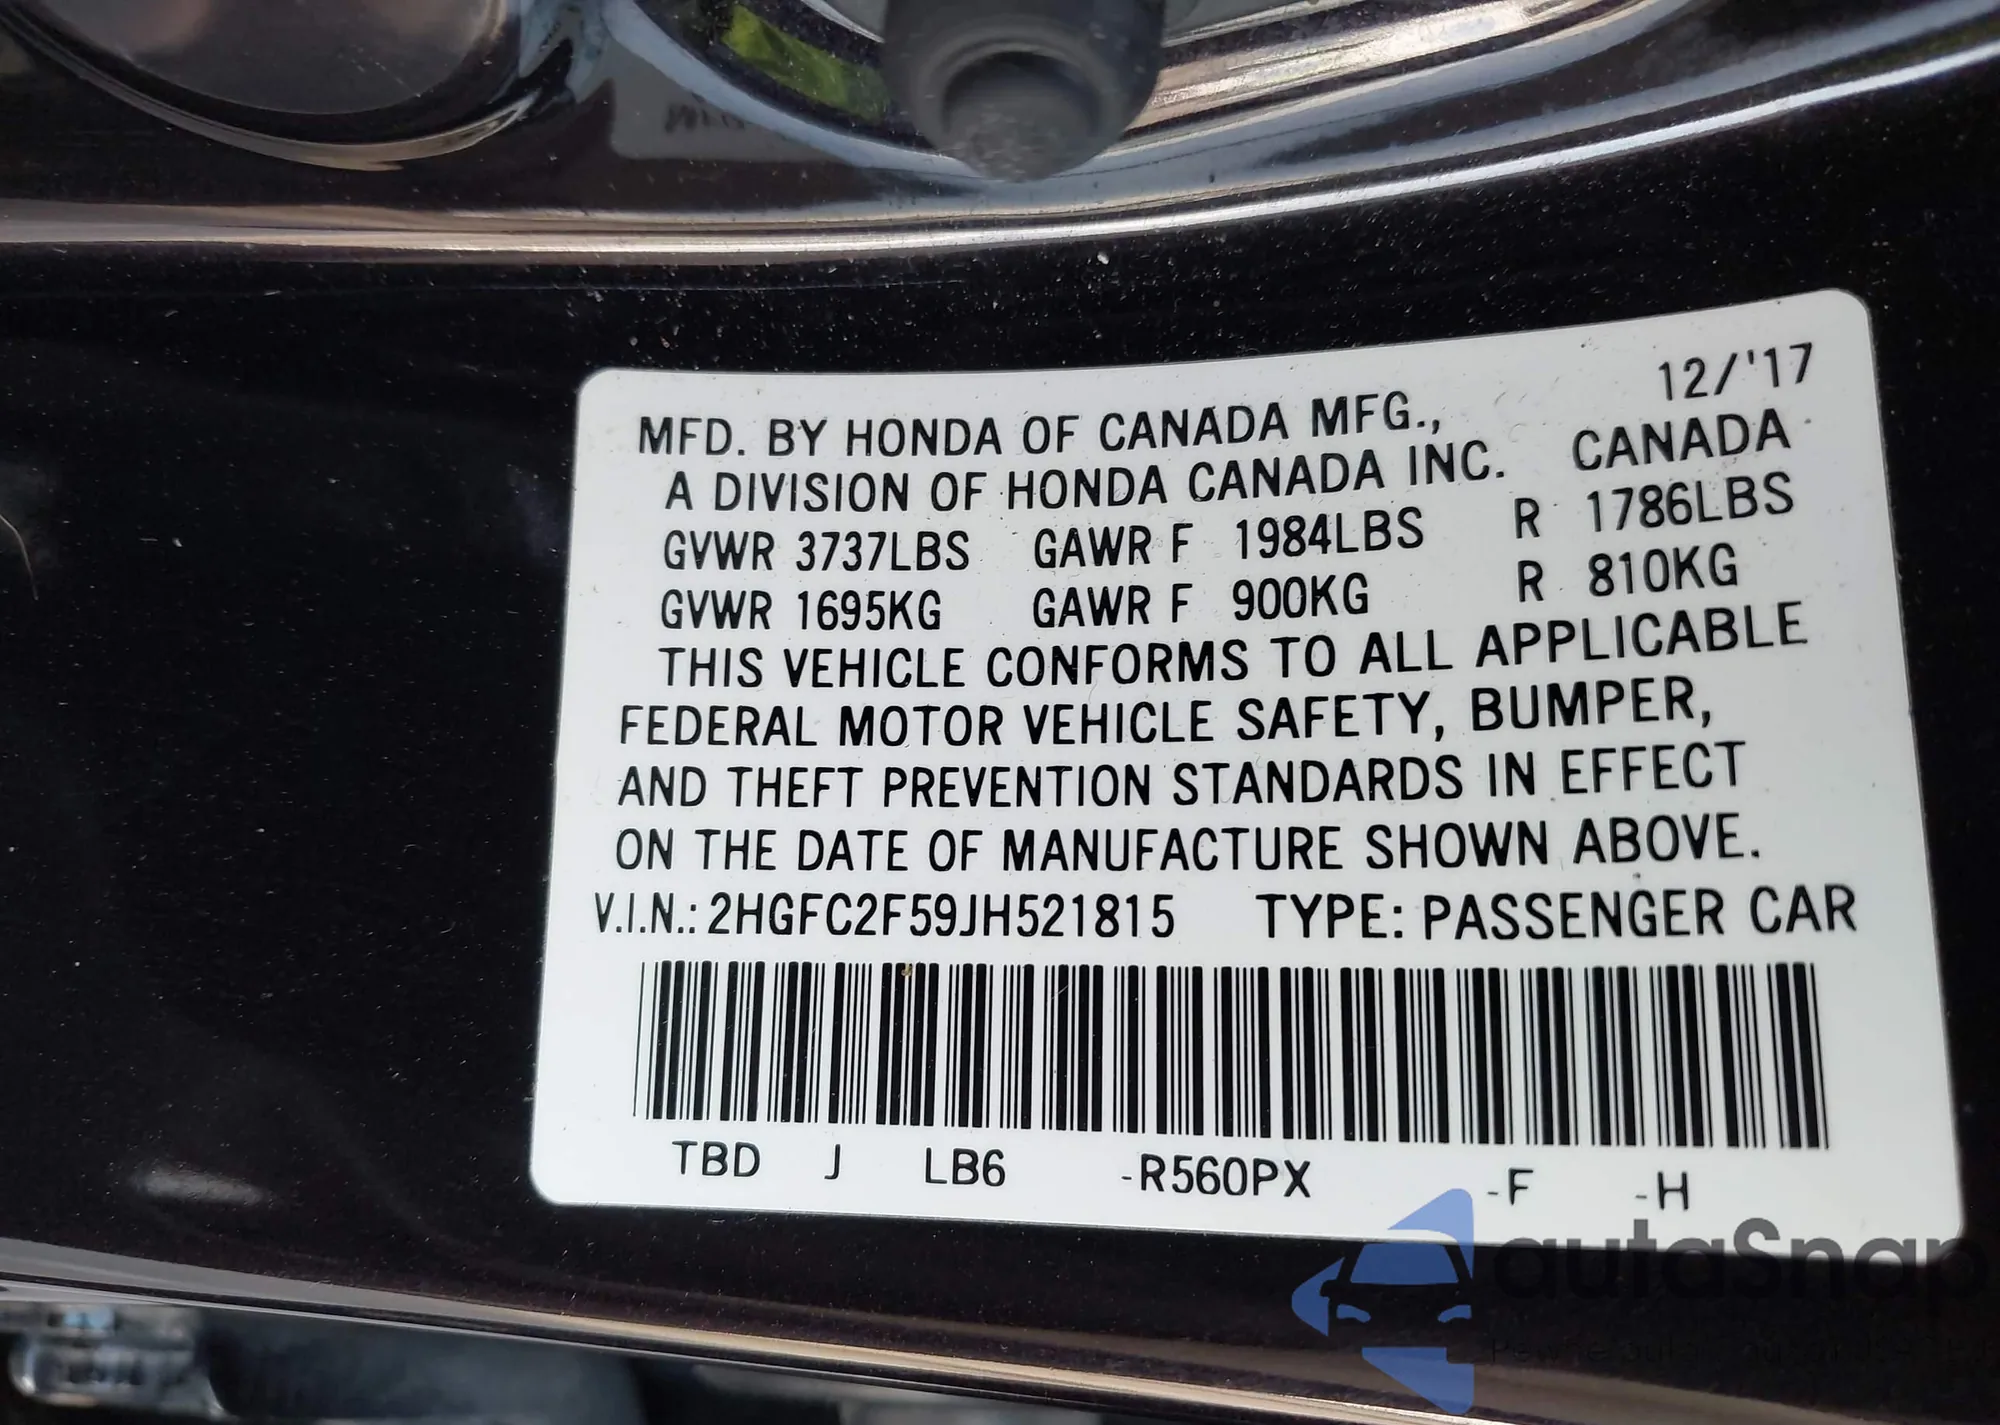 12/'17
MFD. BY HONDA OF CANADA MFG.,
A DIVISION OF HONDA CANADA INC. CANADA
GVWR 3737LBS GAWR F 1984LBS R 1786LBS
GVWR 1695KG GAWR F 900KG R 810KG
THIS VEHICLE CONFORMS TO ALL APPLICABLE
FEDERAL MOTOR VEHICLE SAFETY, BUMPER,
AND THEFT PREVENTION STANDARDS IN EFFECT
ON THE DATE OF MANUFACTURE SHOWN ABOVE.
V.I.N.: 2HGFC2F59JH521815 TYPE: PASSENGER CAR
TBD J LB6 -R560PX -F -H
autaSnap